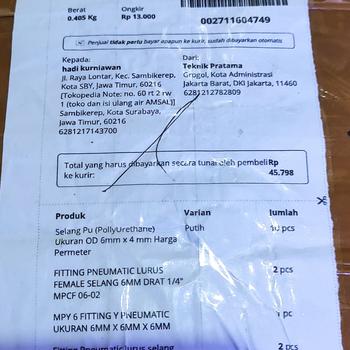 Berat
0.405 Kg
Ongkir
Rp 13.000
002711604749
Penjual tidak perlu bayar apapun ke kurir, sudah dibayarkan otomatis
Kepada:
hadi kurniawan
Jl. Raya Lontar, Kec. Sambikerep,
Kota SBY, Jawa Timur, 60216
[Tokopedia Note: no. 60 rt 2 rw
1 (toko dan isi ulang air AMSAL)]
Sambikerep, Kota Surabaya,
Jawa Timur, 60216
6281217143700
Dari:
Teknik Pratama
Grogol, Kota Administrasi
Jakarta Barat, DKI Jakarta, 11460
6281212782809
Total yang harus dibayarkan secara tunai oleh pembeli
ke kurir:
Rp
45.798
Produk
Varian
Jumlah
Selang Pu (PollyUrethane)
Ukuran OD 6mm x 4 mm Harga
Permeter
Putih
10 pcs
FITTING PNEUMATIC LURUS
FEMALE SELANG 6MM DRAT 1/4"
MPCF 06-02
2 pcs
MPY 6 FITTING Y PNEUMATIC
UKURAN 6MM X 6MM X 6MM
pc
Fitting Pneumatic lurus selang
2 pcs